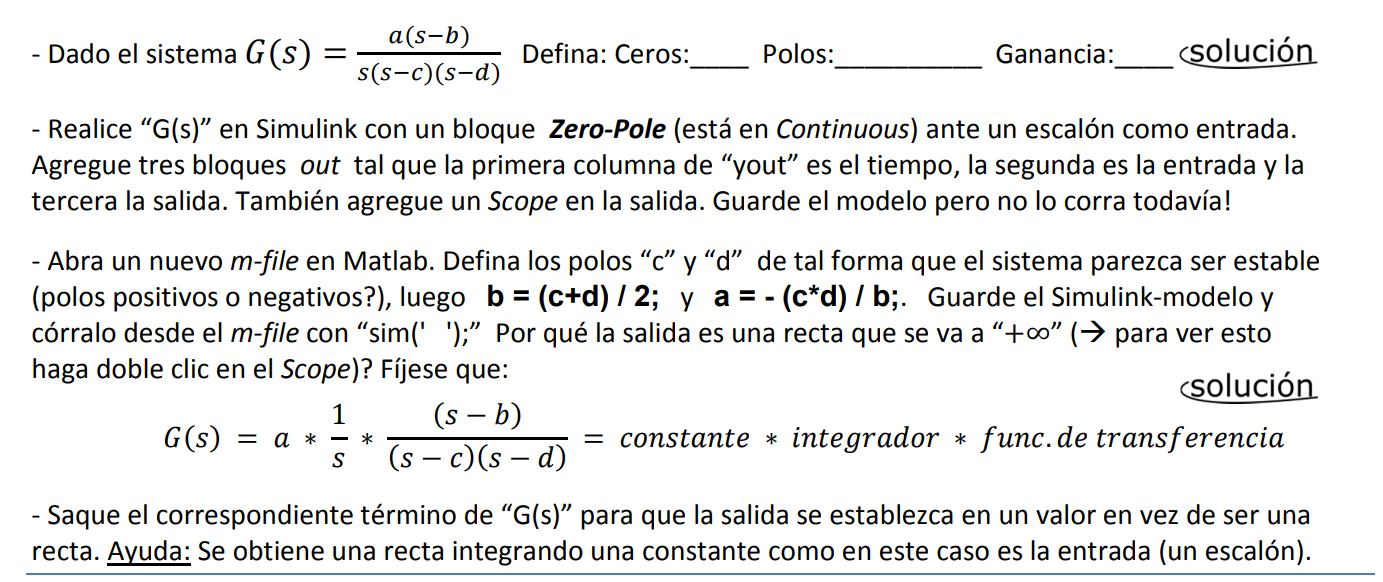 - Dado el sistema G(s) = a(s−b) / s(s−c)(s−d) Defina: Ceros:____ Polos:__________ Ganancia:____ solución
- Realice “G(s)” en Simulink con un bloque Zero-Pole (está en Continuous) ante un escalón como entrada.
Agregue tres bloques out tal que la primera columna de “yout” es el tiempo, la segunda es la entrada y la
tercera la salida. También agregue un Scope en la salida. Guarde el modelo pero no lo corra todavía!
- Abra un nuevo m-file en Matlab. Defina los polos “c” y “d” de tal forma que el sistema parezca ser estable
(polos positivos o negativos?), luego b = (c+d) / 2; y a = - (c*d) / b;. Guarde el Simulink-modelo y
córralo desde el m-file con “sim(' ');” Por qué la salida es una recta que se va a “+∞” (→ para ver esto
haga doble clic en el Scope)? Fíjese que:
solución
G(s) = a * 1/s * (s − b) / (s − c)(s − d) = constante * integrador * func. de transferencia
- Saque el correspondiente término de “G(s)” para que la salida se establezca en un valor en vez de ser una
recta. Ayuda: Se obtiene una recta integrando una constante como en este caso es la entrada (un escalón).